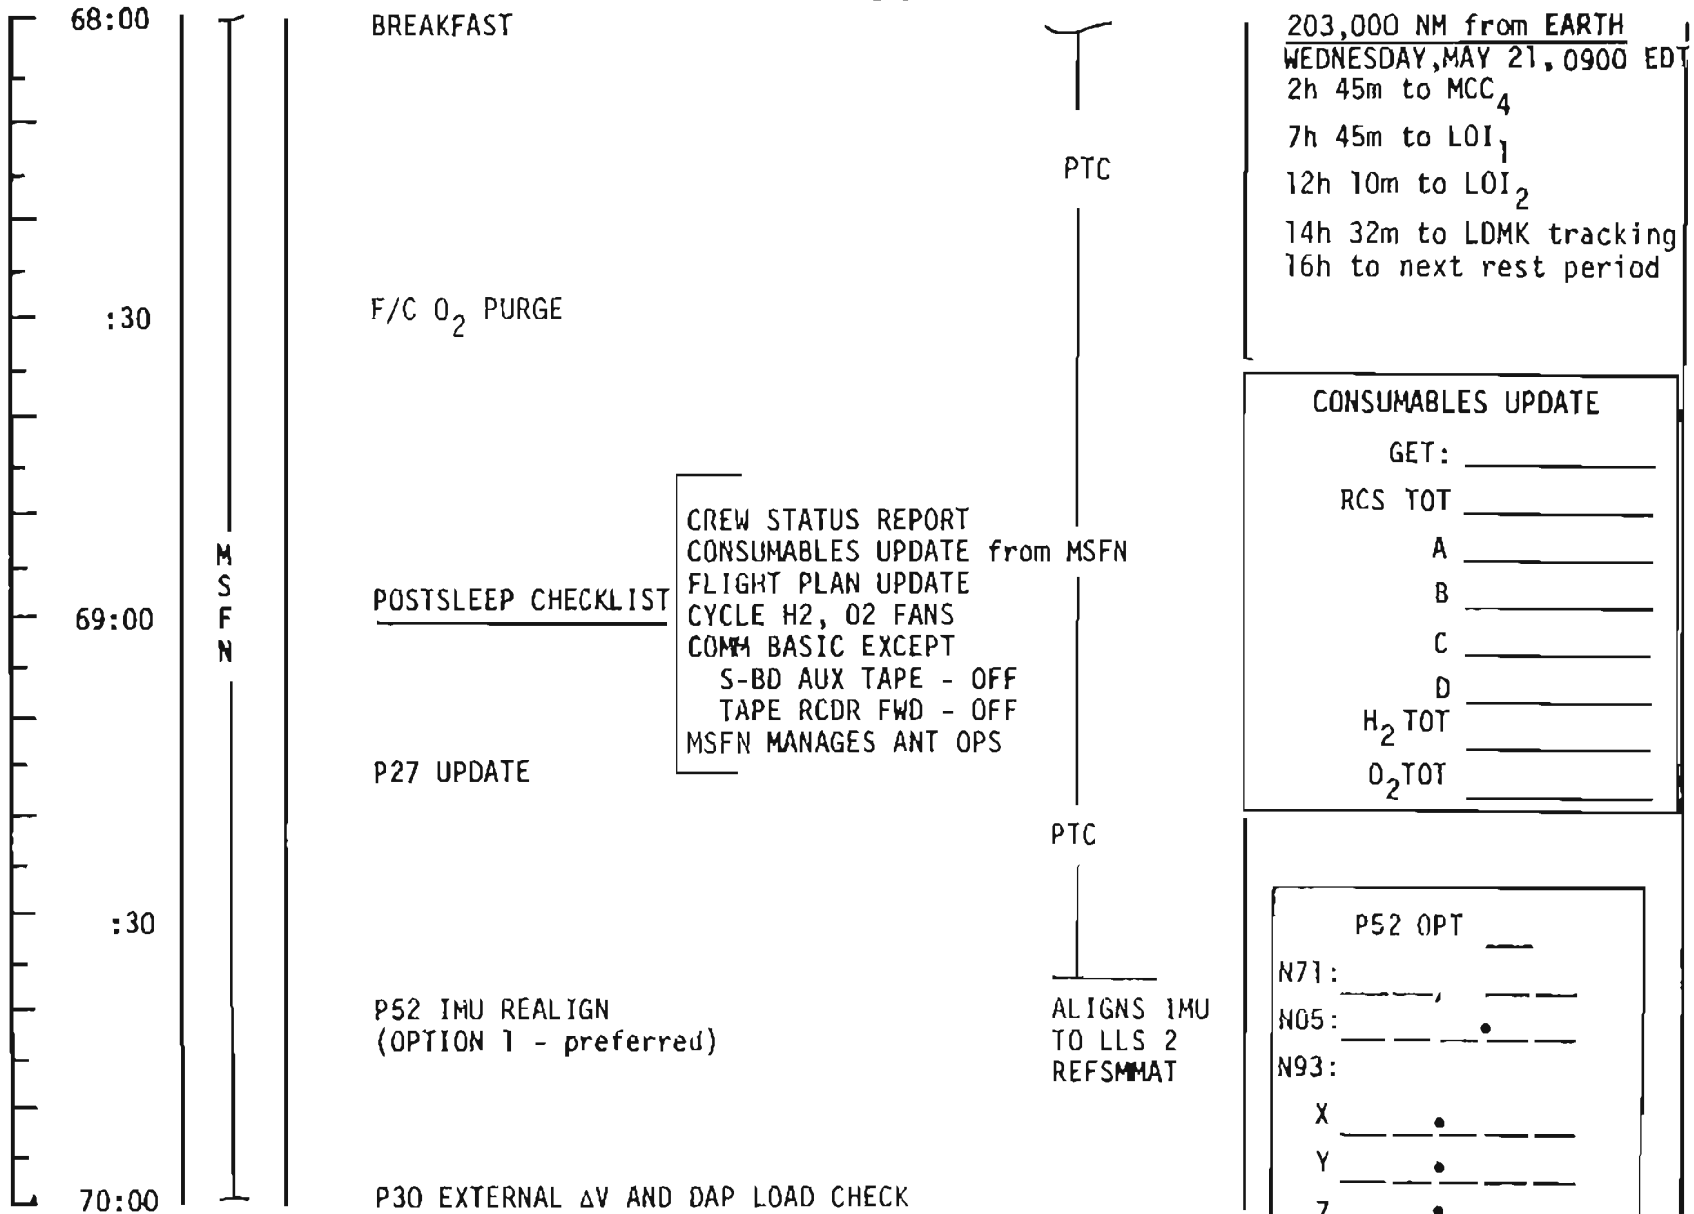 68:00
BREAKFAST
203,000 NM from EARTH
WEDNESDAY, MAY 21, 0900 EDT
2h 45m to MCC4
7h 45m to LOI1
PTC
12h 10m to LOI2
14h 32m to LDMK tracking
16h to next rest period
:30
F/C O2 PURGE
CONSUMABLES UPDATE
GET:
RCS TOT
A
B
C
D
H2 TOT
O2 TOT
CREW STATUS REPORT
CONSUMABLES UPDATE from MSFN
FLIGHT PLAN UPDATE
CYCLE H2, O2 FANS
COMM BASIC EXCEPT
S-BD AUX TAPE - OFF
TAPE RCDR FWD - OFF
MSFN MANAGES ANT OPS
MSFN
69:00
POSTSLEEP CHECKLIST
P27 UPDATE
PTC
:30
P52 OPT
N71:
N05:
N93:
X
Y
Z
P52 IMU REALIGN
(OPTION 1 - preferred)
ALIGNS IMU
TO LLS 2
REFSMMAT
70:00
P30 EXTERNAL ΔV AND DAP LOAD CHECK